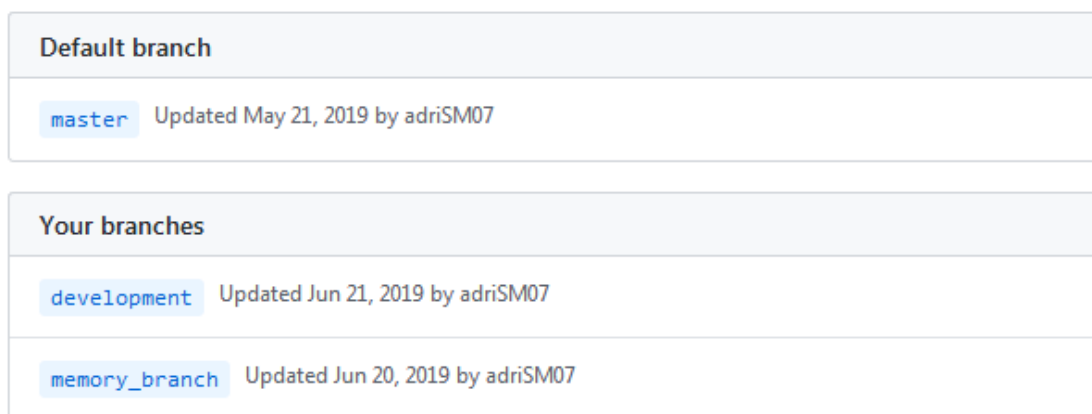 Default branch
master Updated May 21, 2019 by adriSM07
Your branches
development Updated Jun 21, 2019 by adriSM07
memory_branch Updated Jun 20, 2019 by adriSM07